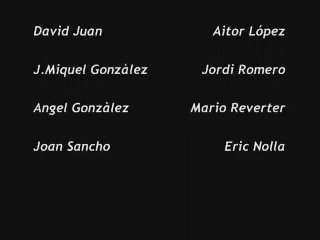 David Juan Aitor López
J.Miquel Gonzàlez Jordi Romero
Angel Gonzàlez Mario Reverter
Joan Sancho Eric Nolla